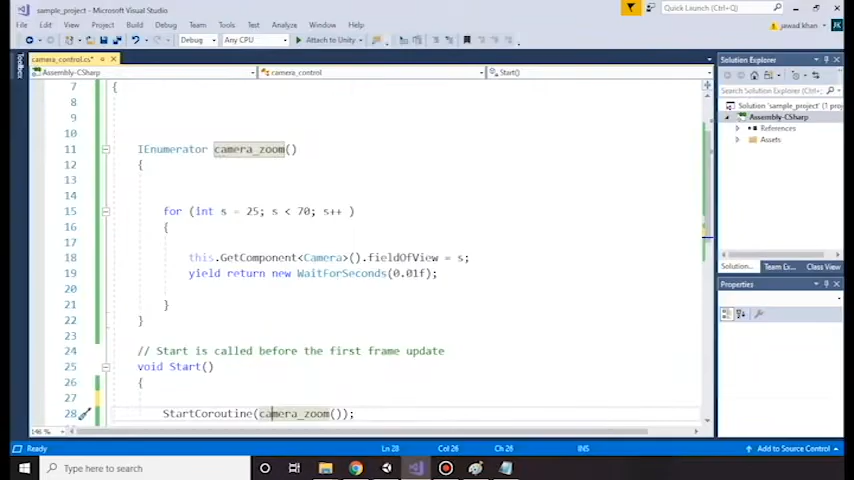 sample_project - Microsoft Visual Studio
Quick Launch (Ctrl+Q)
File Edit View Project Build Debug Team Tools Test Analyze Window Help
jawad khan
JK
Debug Any CPU Attach to Unity
Toolbox
camera_control.cs*
Assembly-CSharp
camera_control
Start()
7 {
8
9
10
11 IEnumerator camera_zoom()
12 {
13
14
15 for (int s = 25; s < 70; s++ )
16 {
17
18 this.GetComponent<Camera>().fieldOfView = s;
19 yield return new WaitForSeconds(0.01f);
20
21 }
22 }
23
24 // Start is called before the first frame update
25 void Start()
26 {
27
28 StartCoroutine(camera_zoom());
146 %
Solution Explorer
Search Solution Explorer (Ctrl+;)
Solution 'sample_project' (1 proj
Assembly-CSharp
References
Assets
Solution... Team Ex... Class View
Properties
Ready
Ln 28 Col 26 Ch 26 INS
Add to Source Control
Type here to search